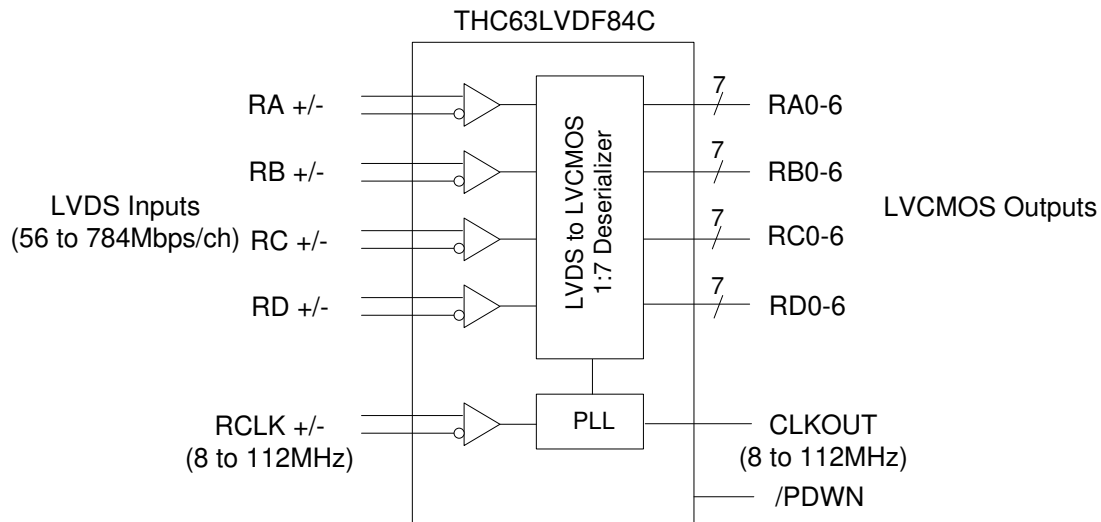 THC63LVDF84C
RA +/-
7
RA0-6
RB +/-
7
RB0-6
LVDS Inputs
(56 to 784Mbps/ch)
RC +/-
7
RC0-6
LVCMOS Outputs
RD +/-
7
RD0-6
LVDS to LVCMOS
1:7 Deserializer
RCLK +/-
(8 to 112MHz)
PLL
CLKOUT
(8 to 112MHz)
/PDWN